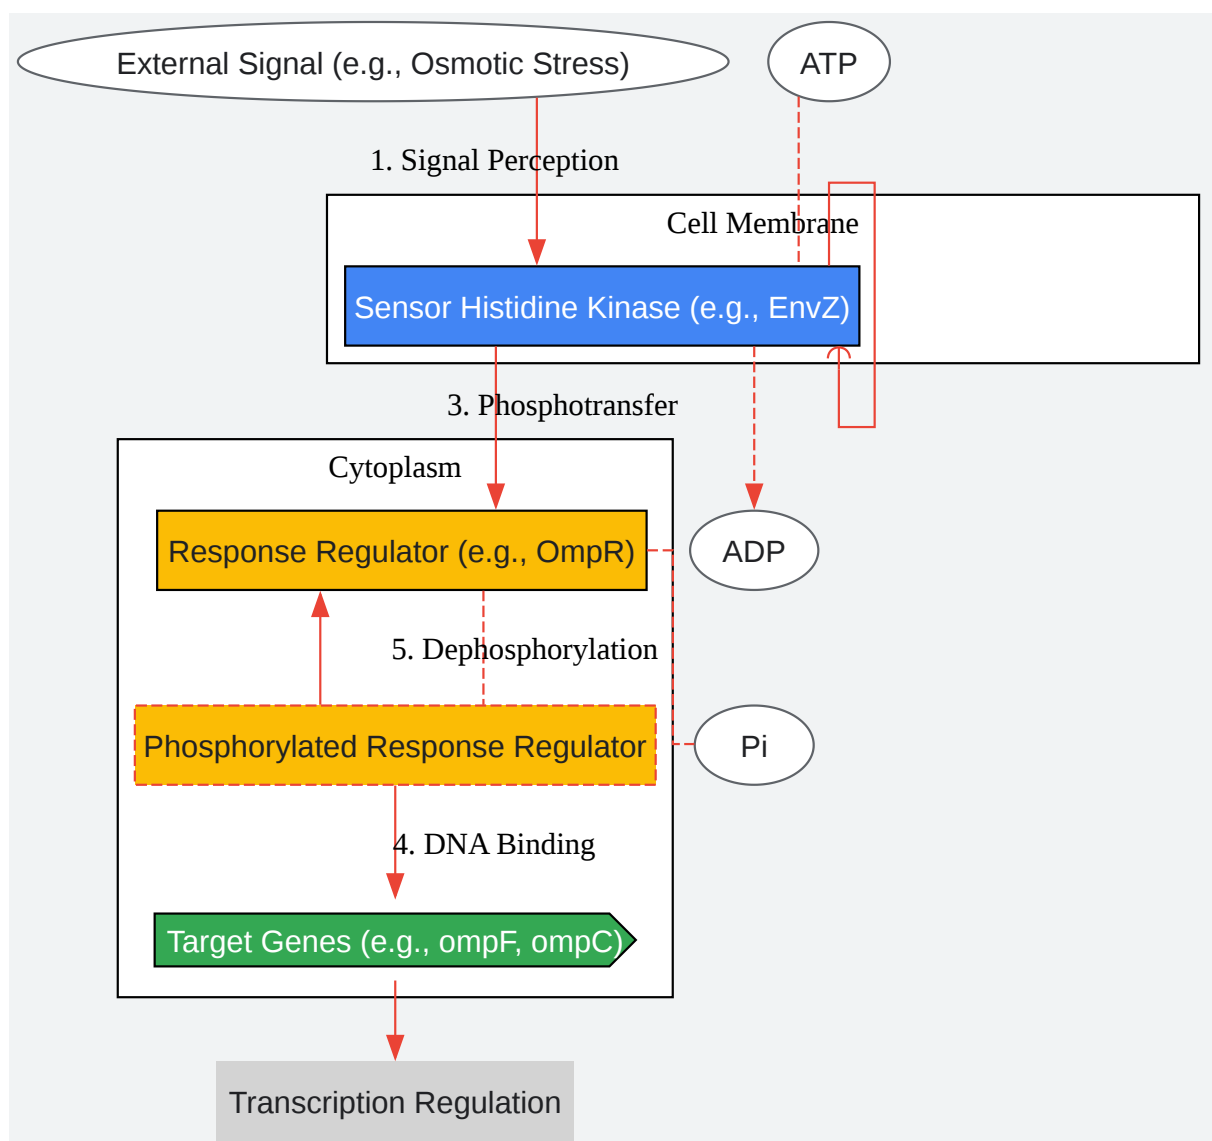 External Signal (e.g., Osmotic Stress)
ATP
1. Signal Perception
Cell Membrane
Sensor Histidine Kinase (e.g., EnvZ)
3. Phosphotransfer
Cytoplasm
Response Regulator (e.g., OmpR)
ADP
5. Dephosphorylation
Phosphorylated Response Regulator
Pi
4. DNA Binding
Target Genes (e.g., ompF, ompC)
Transcription Regulation